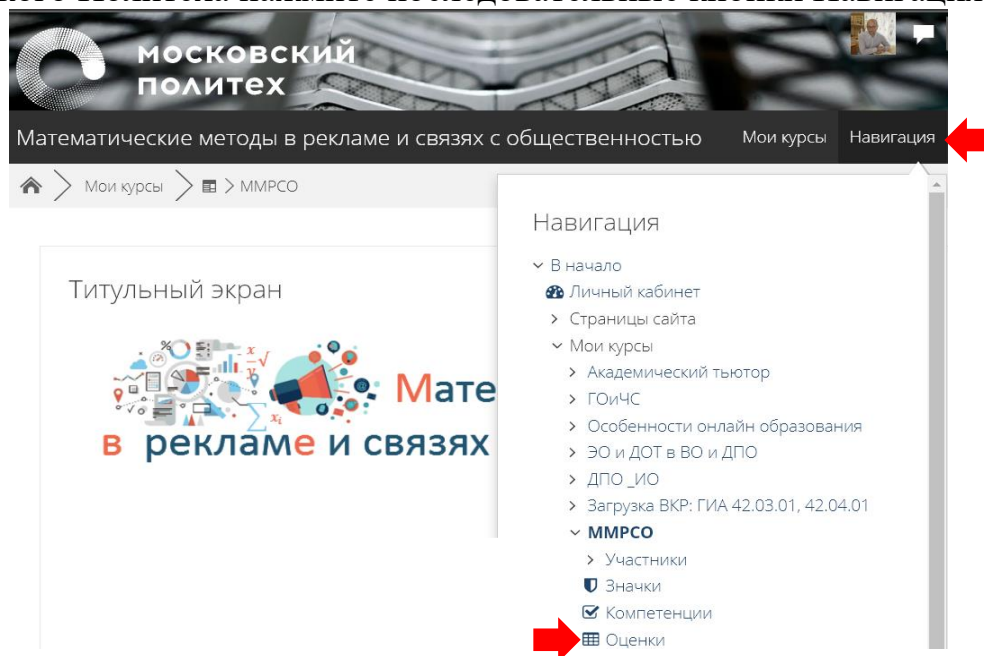 московский
политех
Математические методы в рекламе и связях с общественностью Мои курсы Навигация
Мои курсы > ММРСО
Навигация
В начало
Личный кабинет
Страницы сайта
Мои курсы
Академический тьютор
ГОиЧС
Особенности онлайн образования
ЭО и ДОТ в ВО и ДПО
ДПО _ИО
Загрузка ВКР: ГИА 42.03.01, 42.04.01
ММРСО
Участники
Значки
Компетенции
Оценки
Титульный экран
Мате
в рекламе и связях